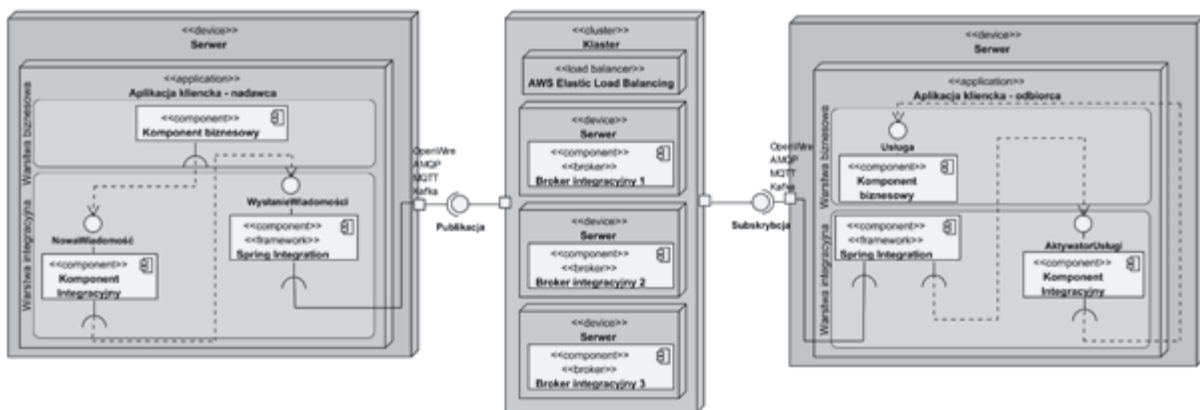 <<device>>
Serwer
<<application>>
Aplikacja kliencka - nadawca
Warstwa biznesowa
<<component>>
Komponent biznesowy
Warstwa integracyjna
NowaWiadomość
<<component>>
Komponent
Integracyjny
WysłanieWiadomości
<<component>>
<<framework>>
Spring Integration
OpenWire
AMQP
MQTT
Kafka
Publikacja
<<cluster>>
Klaster
<<load balancer>>
AWS Elastic Load Balancing
<<device>>
Serwer
<<component>>
<<broker>>
Broker integracyjny 1
<<device>>
Serwer
<<component>>
<<broker>>
Broker integracyjny 2
<<device>>
Serwer
<<component>>
<<broker>>
Broker integracyjny 3
Subskrybcja
OpenWire
AMQP
MQTT
Kafka
<<device>>
Serwer
<<application>>
Aplikacja kliencka - odbiorca
Warstwa biznesowa
Usługa
<<component>>
Komponent
biznesowy
Warstwa integracyjna
<<component>>
<<framework>>
Spring Integration
AktywatorUsługi
<<component>>
Komponent
Integracyjny